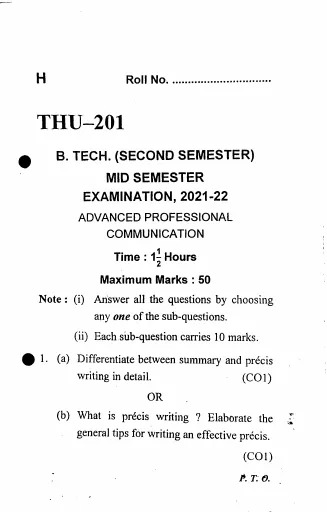 H Roll No. ...............................
THU–201
B. TECH. (SECOND SEMESTER)
MID SEMESTER
EXAMINATION, 2021-22
ADVANCED PROFESSIONAL
COMMUNICATION
Time : 1½ Hours
Maximum Marks : 50
Note : (i) Answer all the questions by choosing
any one of the sub-questions.
(ii) Each sub-question carries 10 marks.
1. (a) Differentiate between summary and précis
writing in detail. (CO1)
OR
(b) What is précis writing ? Elaborate the
general tips for writing an effective précis.
(CO1)
P. T. O.